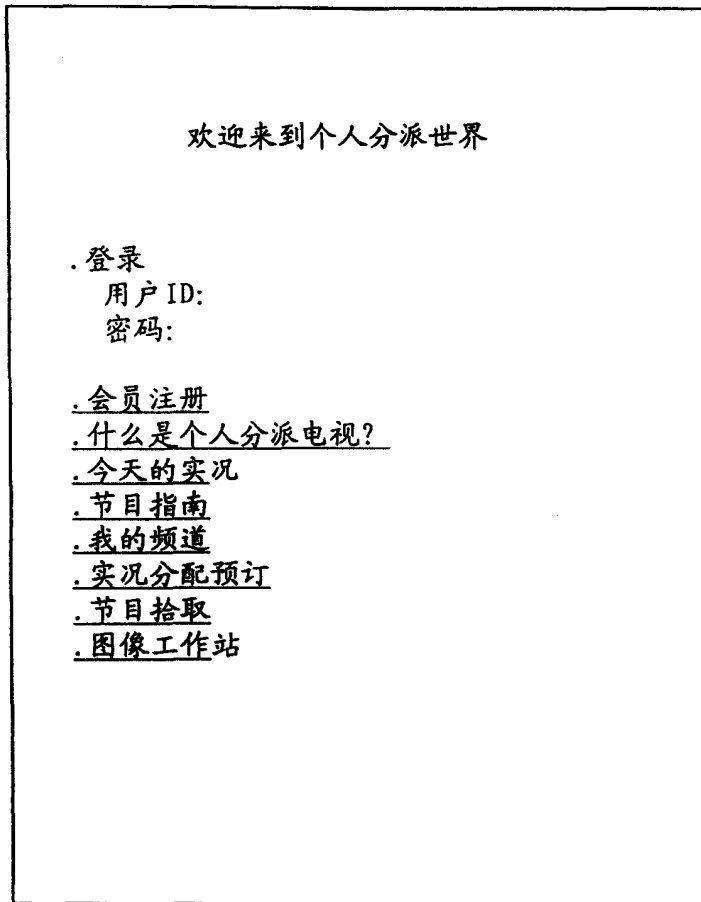 欢迎来到个人分派世界
.登录
用户ID:
密码:
.会员注册
.什么是个人分派电视?
.今天的实况
.节目指南
.我的频道
.实况分配预订
.节目拾取
.图像工作站